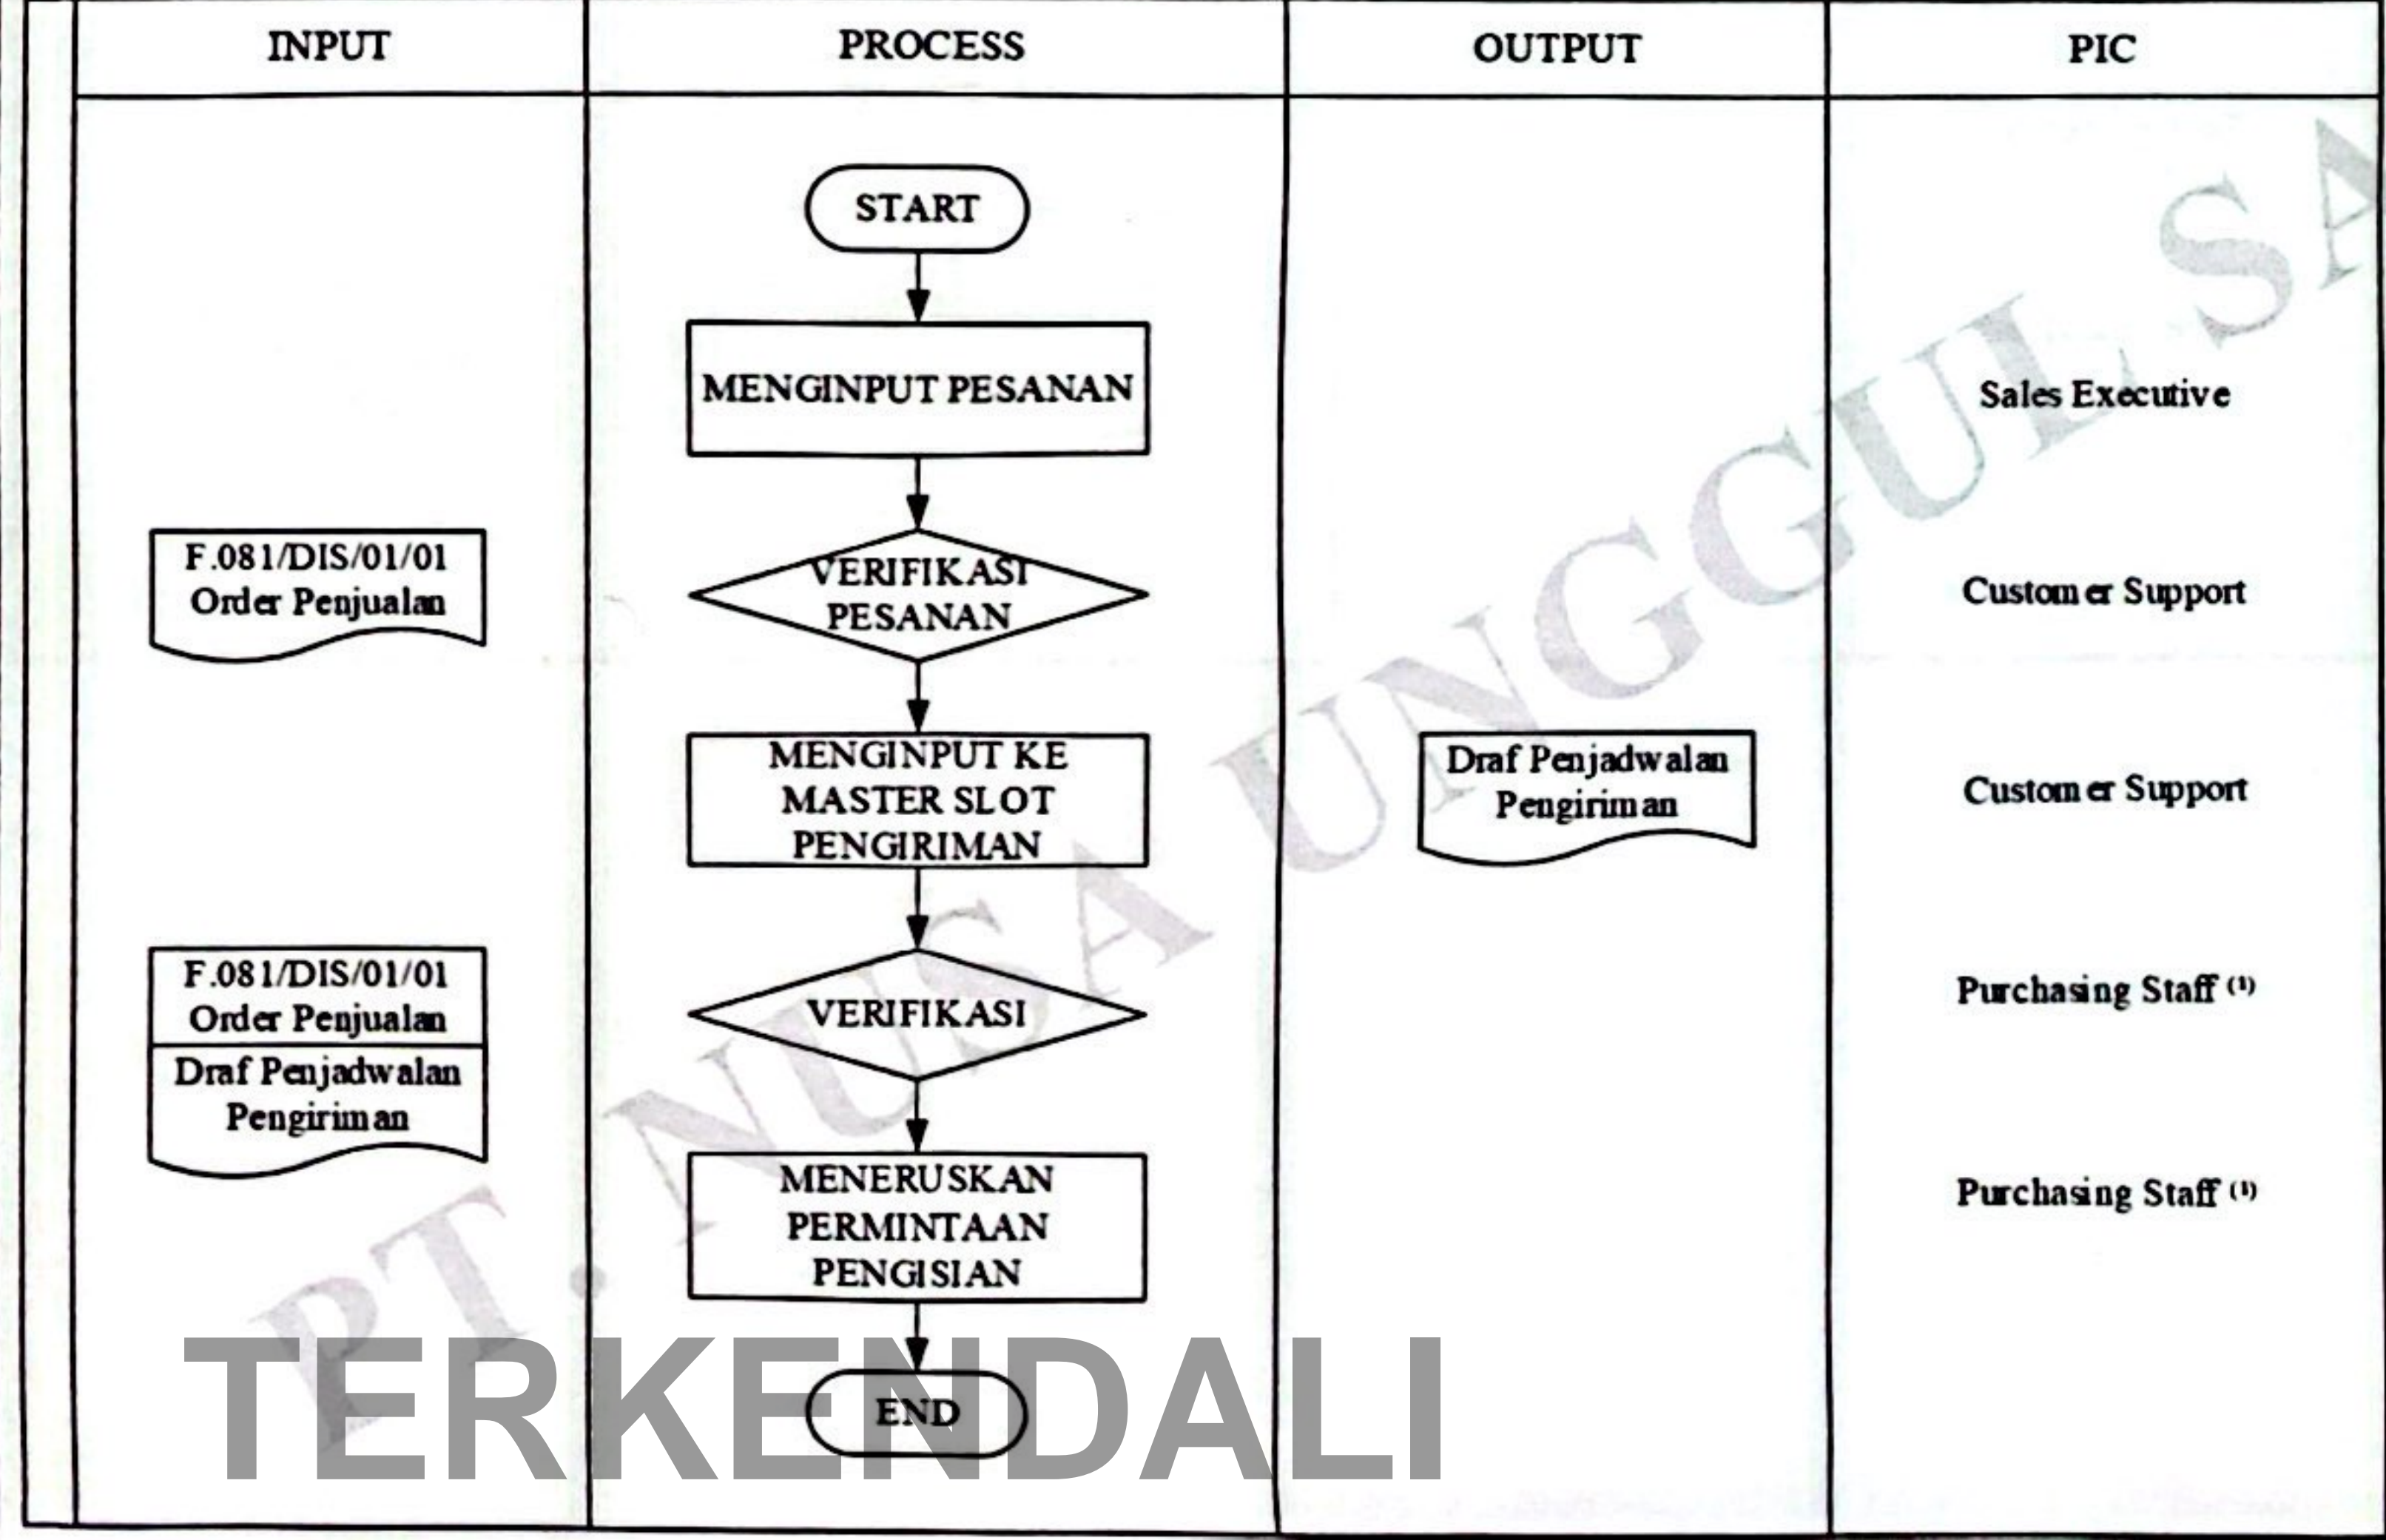 INPUT
PROCESS
OUTPUT
PIC
START
MENGINPUT PESANAN
Sales Executive
F.081/DIS/01/01
Order Penjualan
VERIFIKASI
PESANAN
Customer Support
MENGINPUT KE
MASTER SLOT
PENGIRIMAN
Draf Penjadwalan
Pengiriman
Customer Support
F.081/DIS/01/01
Order Penjualan
Draf Penjadwalan
Pengiriman
VERIFIKASI
Purchasing Staff (1)
MENERUSKAN
PERMINTAAN
PENGISIAN
Purchasing Staff (1)
END
TERKENDALI
PT. NUSA UNGGUL SA